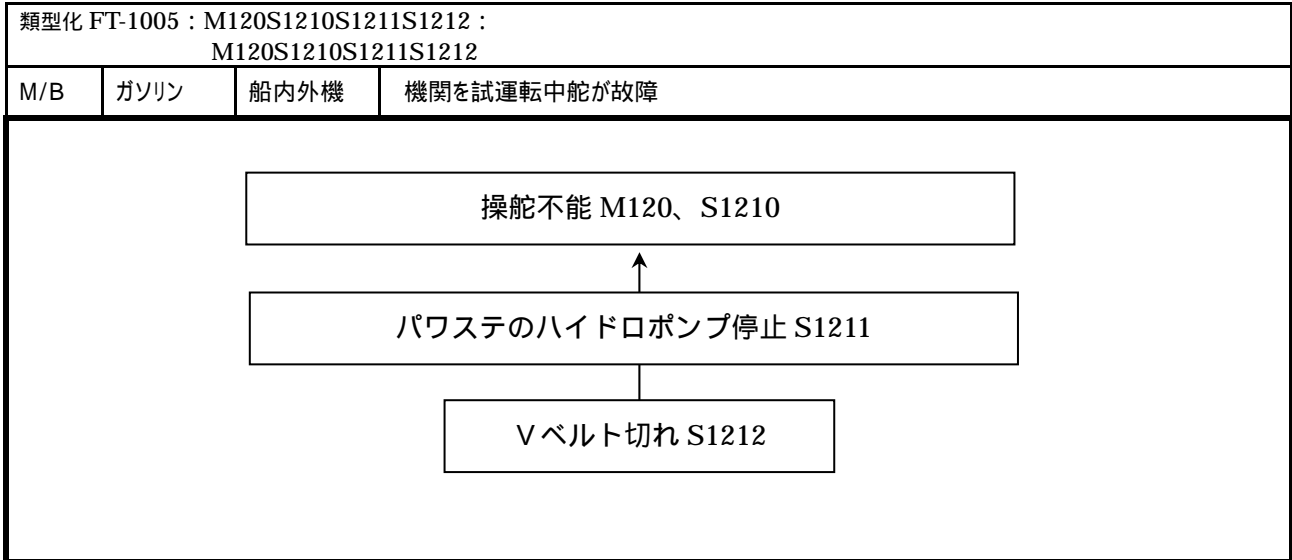 類型化 FT-1005：M120S1210S1211S1212：
M120S1210S1211S1212
M/B ガソリン 船内外機 機関を試運転中舵が故障
操舵不能 M120、S1210
パワステのハイドロポンプ停止 S1211
Ｖベルト切れ S1212